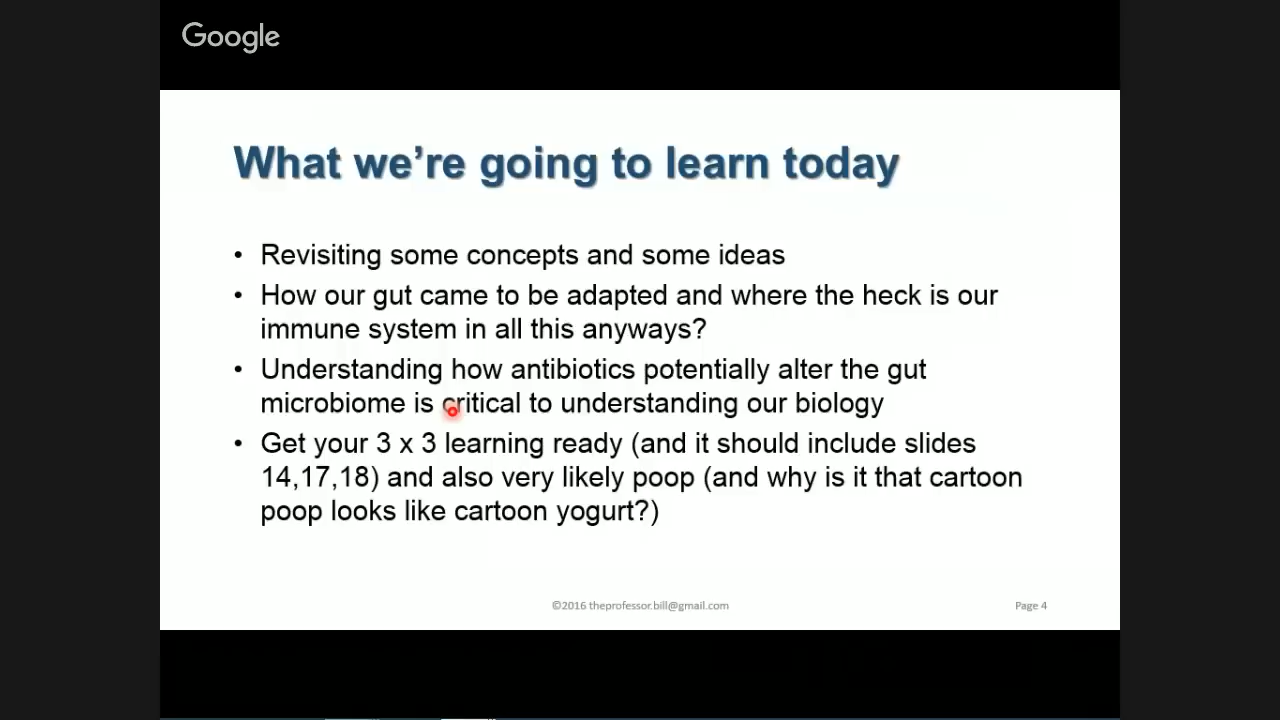 Google
What we're going to learn today
• Revisiting some concepts and some ideas
• How our gut came to be adapted and where the heck is our
immune system in all this anyways?
• Understanding how antibiotics potentially alter the gut
microbiome is critical to understanding our biology
• Get your 3 x 3 learning ready (and it should include slides
14,17,18) and also very likely poop (and why is it that cartoon
poop looks like cartoon yogurt?)
©2016 theprofessor.bill@gmail.com
Page 4